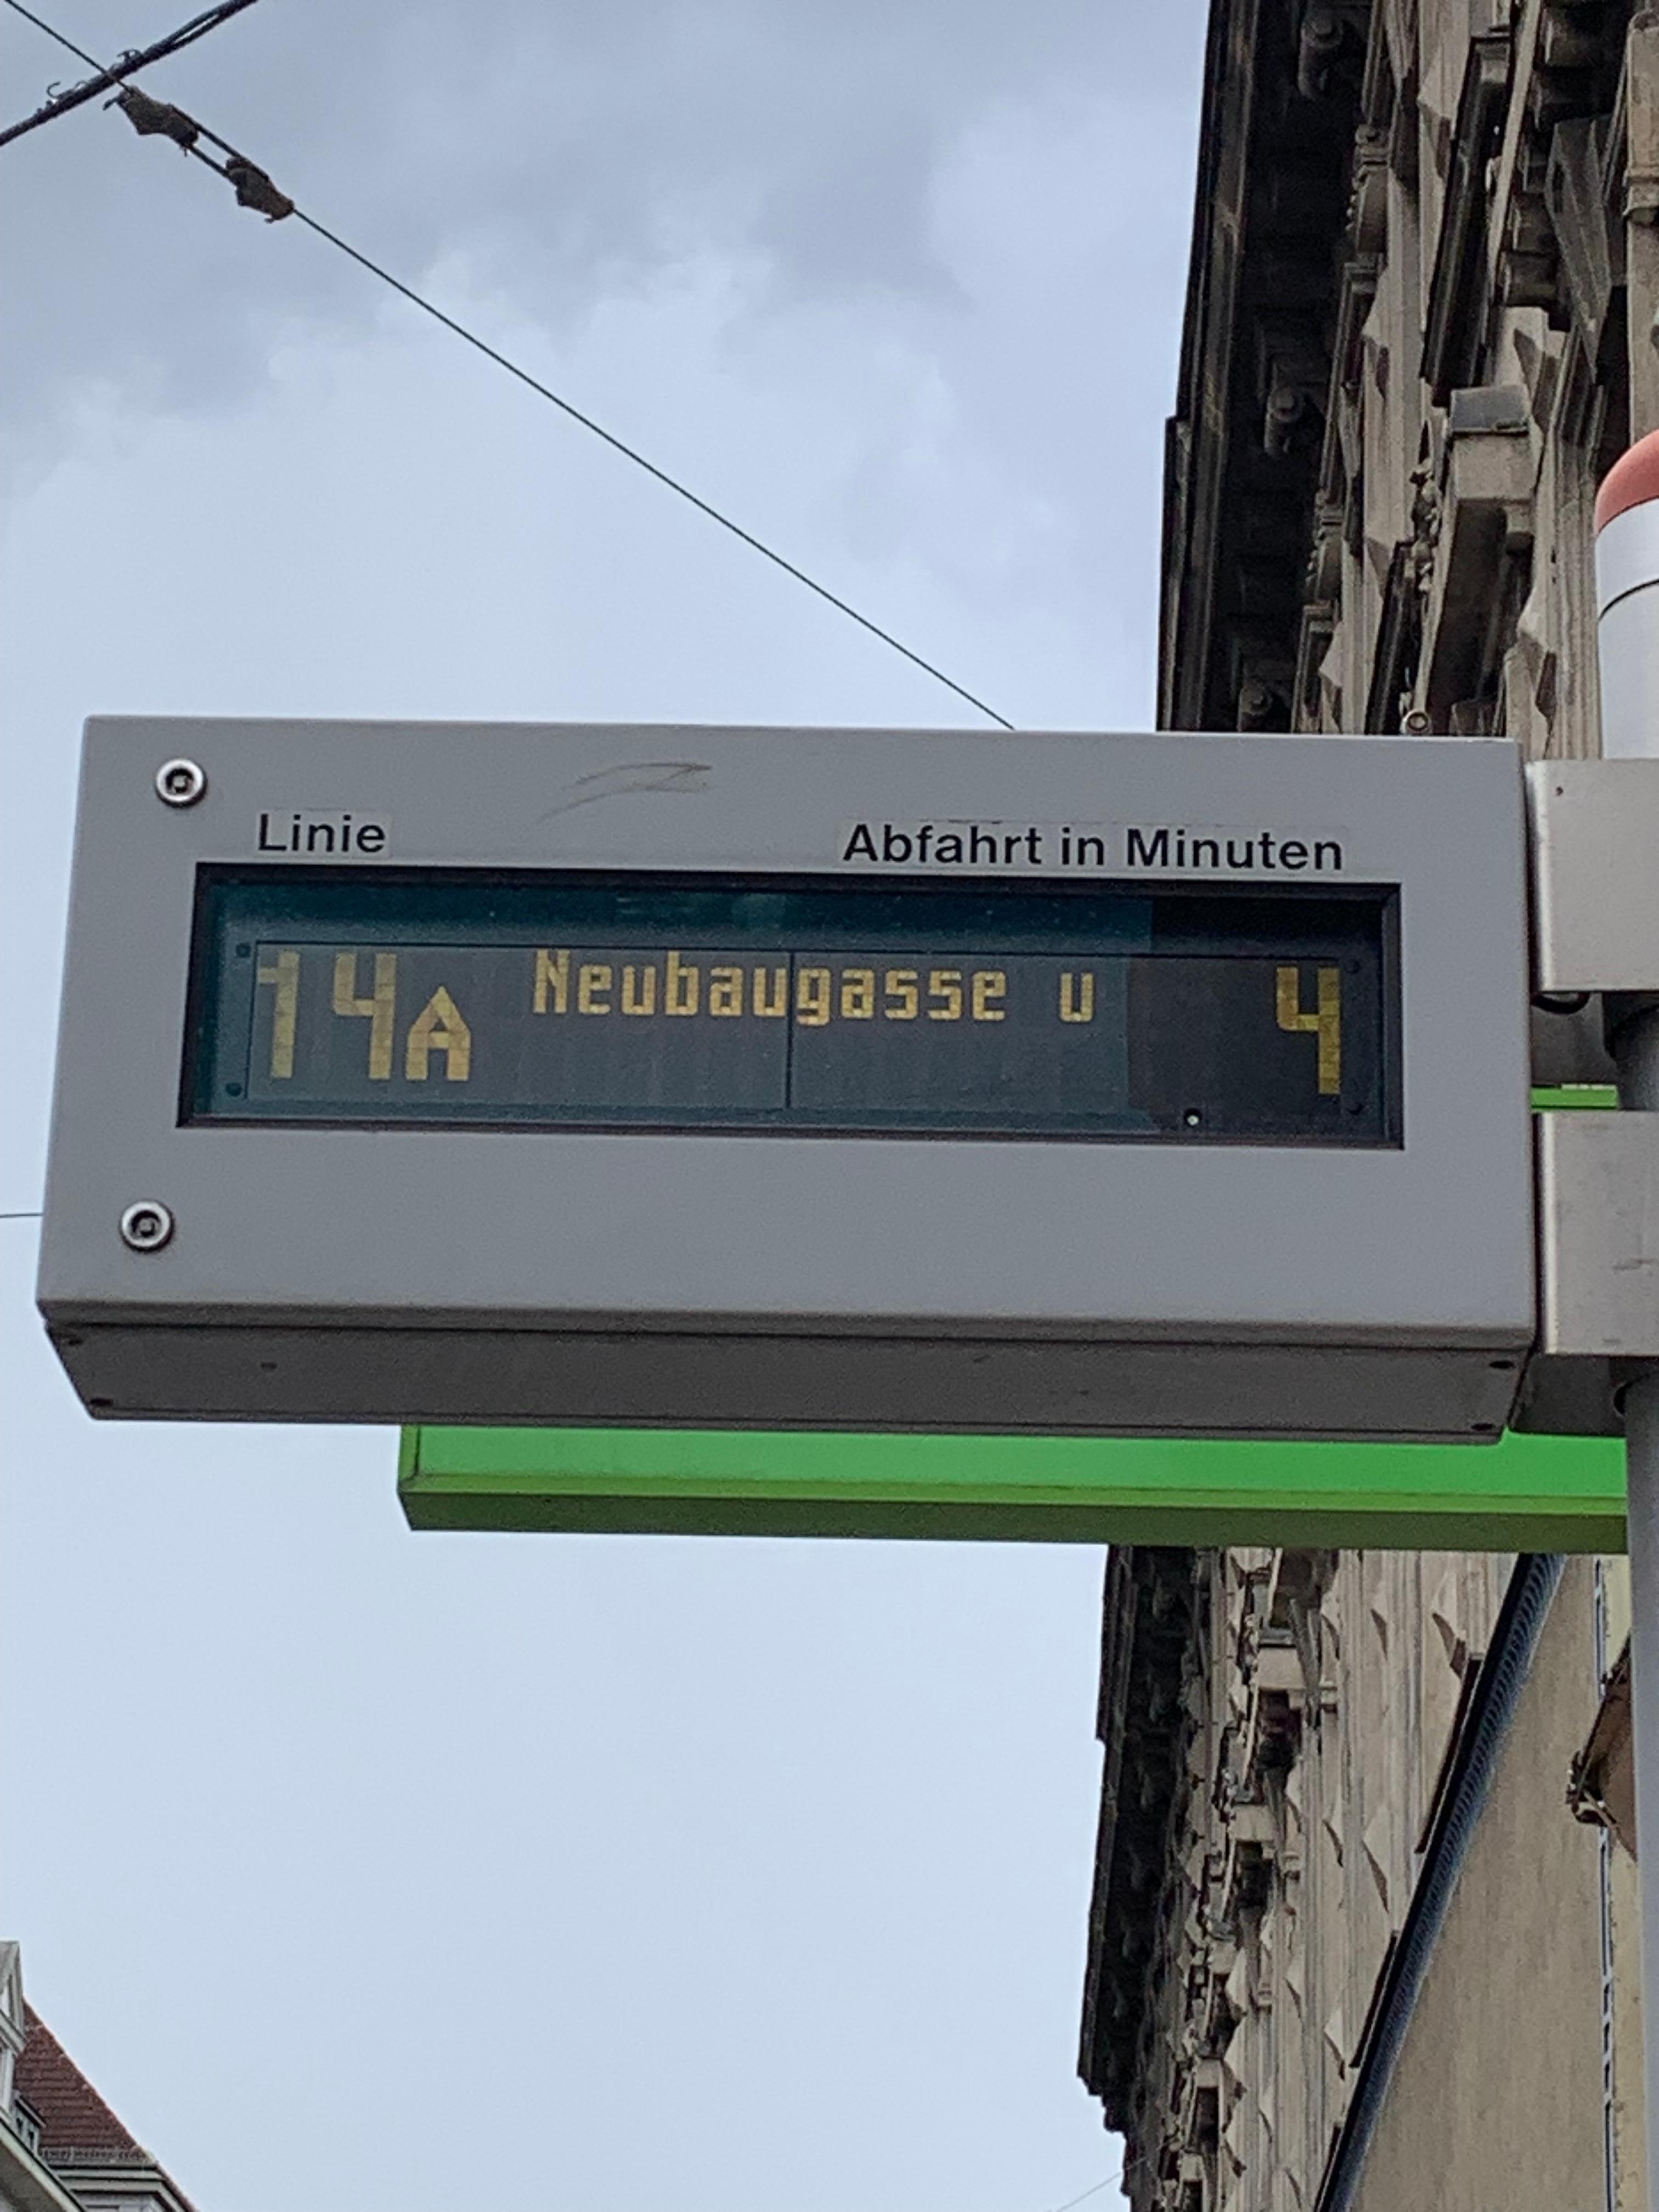 Linie Abfahrt in Minuten
14A Neubaugasse U 4